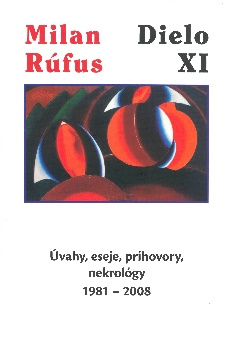 Milan Dielo
Rúfus XI
Úvahy, eseje, príhovory,
nekrológy
1981 – 2008